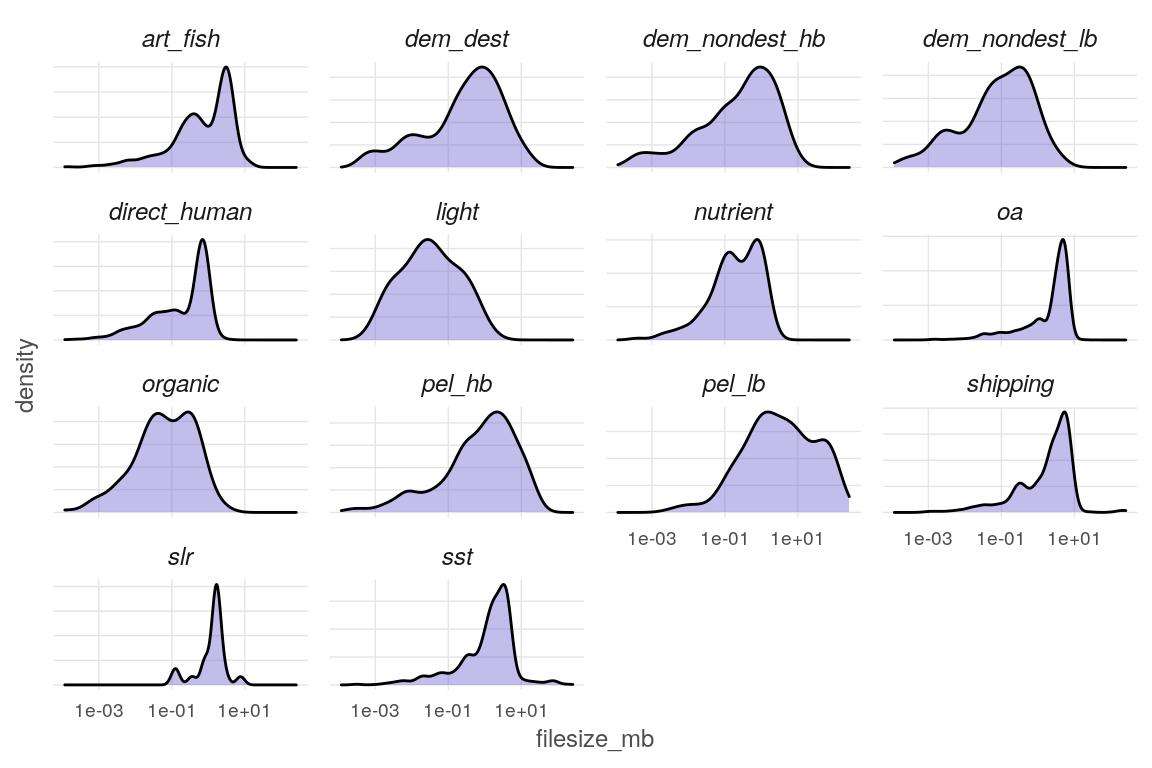 art_fish dem_dest dem_nondest_hb dem_nondest_lb
direct_human light nutrient oa
organic pel_hb pel_lb shipping
1e-03 1e-01 1e+01 1e-03 1e-01 1e+01
slr sst
1e-03 1e-01 1e+01 1e-03 1e-01 1e+01
filesize_mb
density